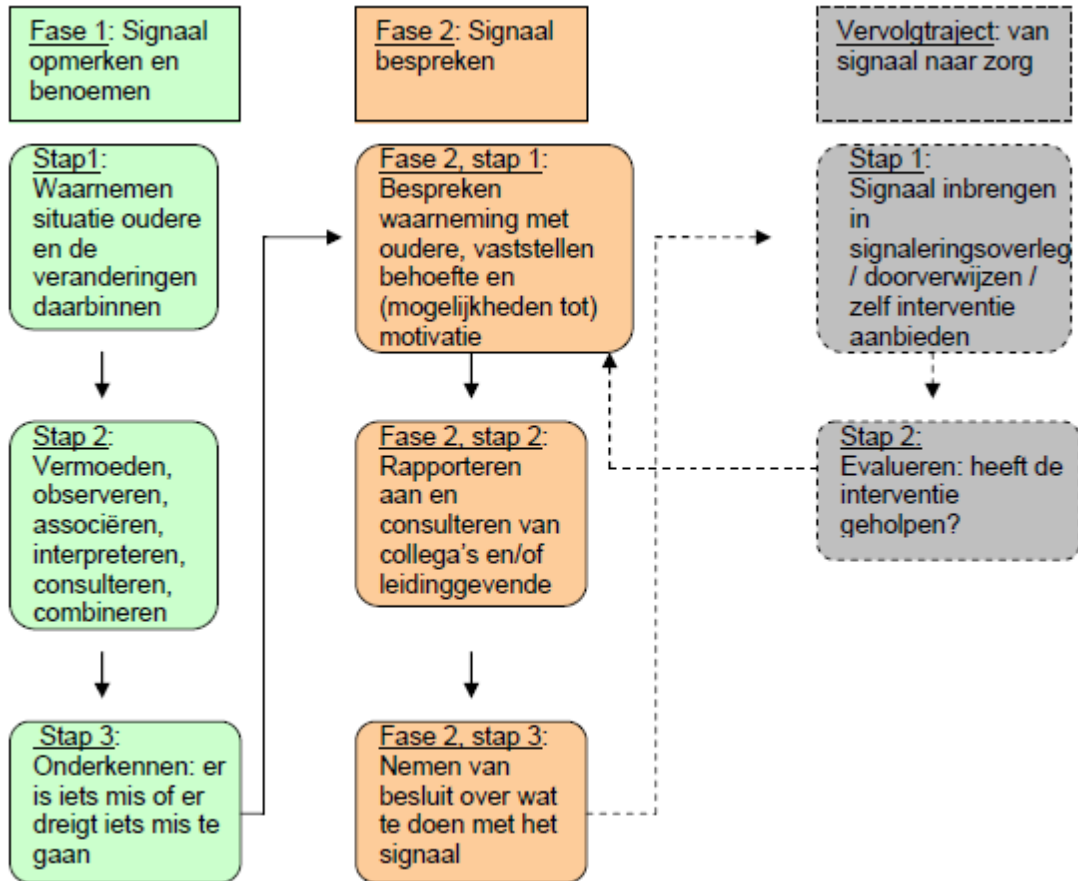 Fase 1: Signaal
opmerken en
benoemen
Stap1:
Waarnemen
situatie oudere
en de
veranderingen
daarbinnen
Stap 2:
Vermoeden,
observeren,
associëren,
interpreteren,
consulteren,
combineren
Stap 3:
Onderkennen: er
is iets mis of er
dreigt iets mis te
gaan
Fase 2: Signaal
bespreken
Fase 2, stap 1:
Bespreken
waarneming met
oudere, vaststellen
behoefte en
(mogelijkheden tot)
motivatie
Fase 2, stap 2:
Rapporteren
aan en
consulteren van
collega's en/of
leidinggevende
Fase 2, stap 3:
Nemen van
besluit over wat
te doen met het
signaal
Vervolgtraject: van
signaal naar zorg
Stap 1:
Signaal inbrengen
in
signaleringsoverleg
/ doorverwijzen /
zelf interventie
aanbieden
Stap 2:
Evalueren: heeft de
interventie
geholpen?